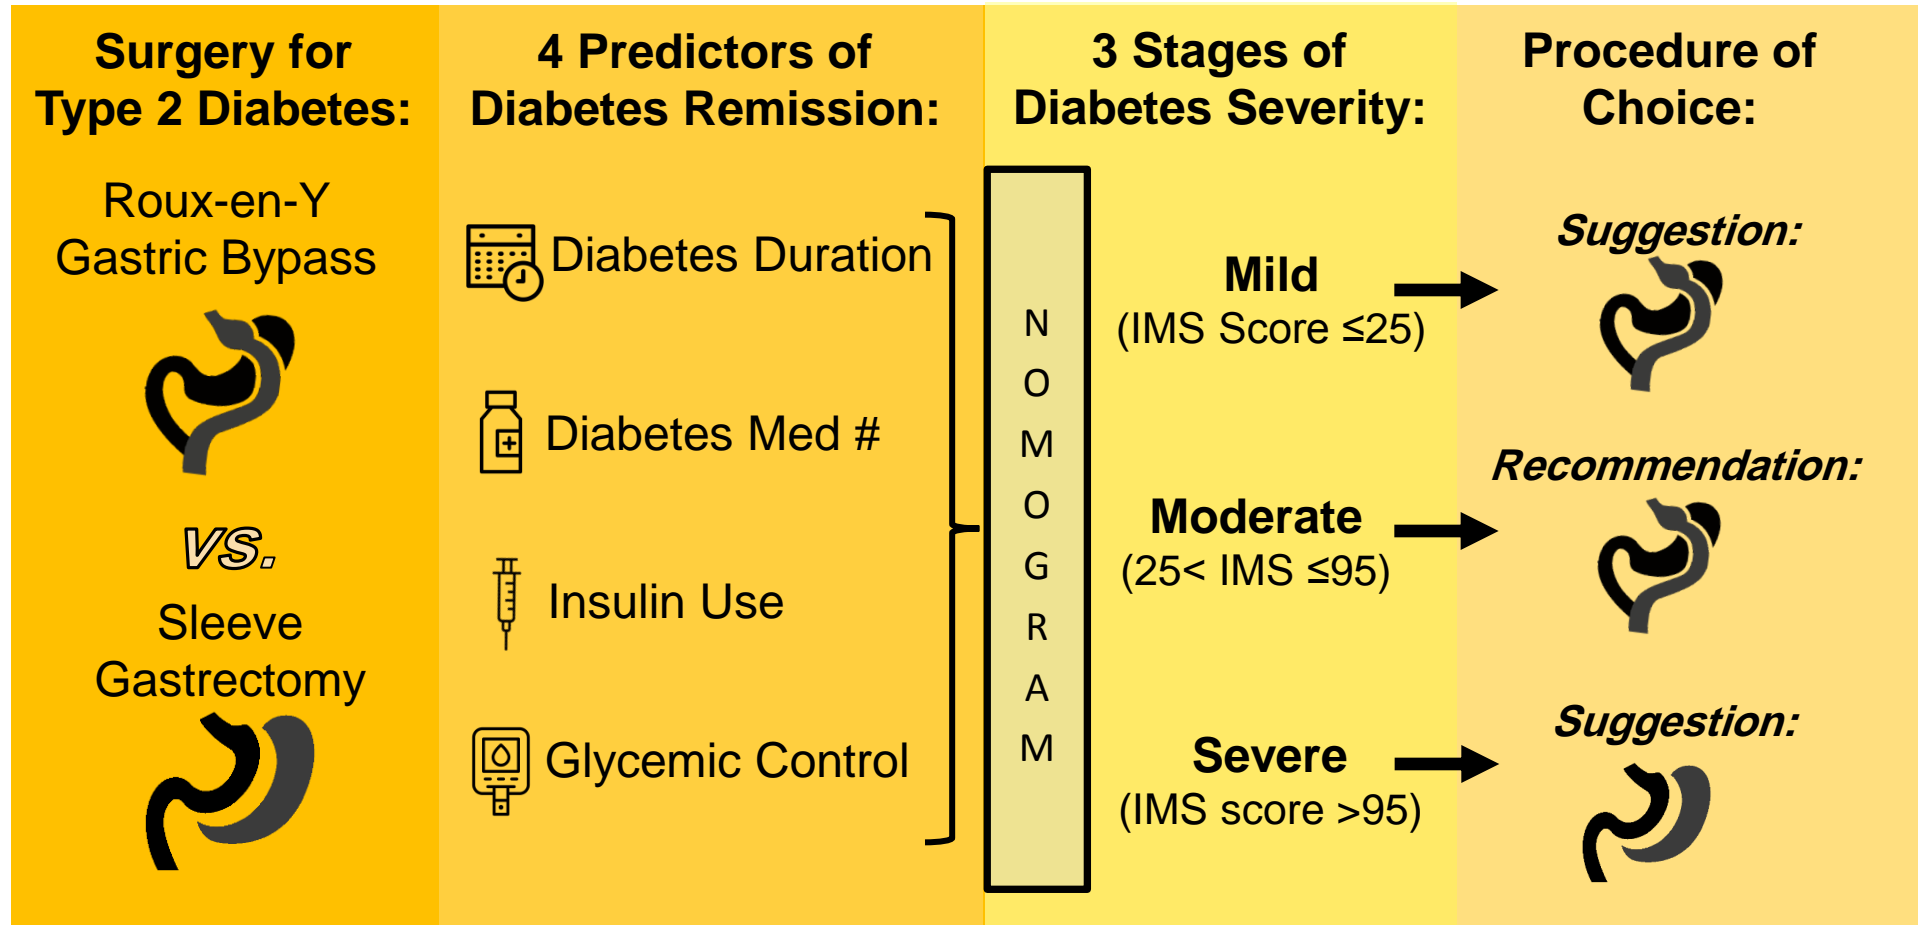 Surgery for
Type 2 Diabetes:
Roux-en-Y
Gastric Bypass
VS.
Sleeve
Gastrectomy
4 Predictors of
Diabetes Remission:
Diabetes Duration
Diabetes Med #
Insulin Use
Glycemic Control
N
O
M
O
G
R
A
M
3 Stages of
Diabetes Severity:
Mild
(IMS Score ≤25)
Moderate
(25< IMS ≤95)
Severe
(IMS score >95)
Procedure of
Choice:
Suggestion:
Recommendation:
Suggestion: